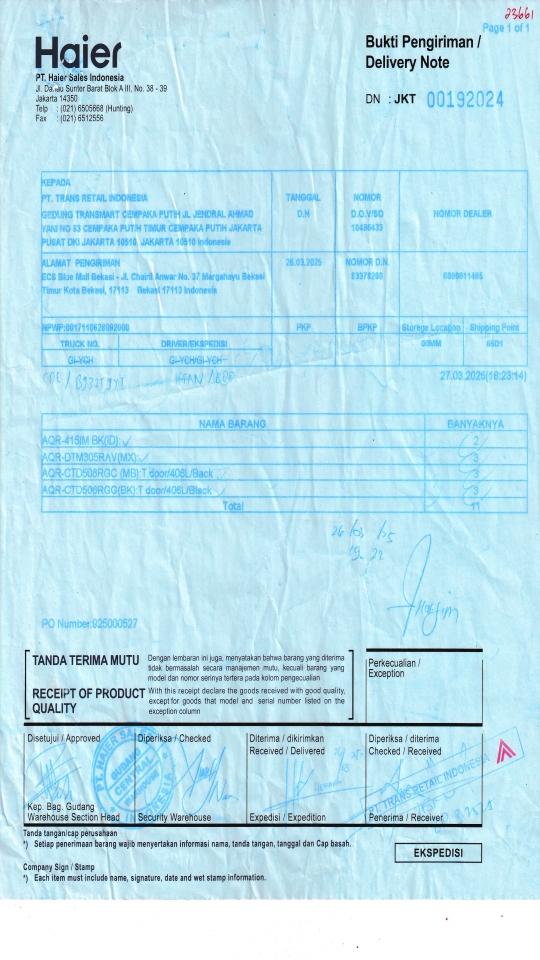 23661
Page 1 of 1
Haier
PT. Haier Sales Indonesia
Jl. Danau Sunter Barat Blok A III, No. 38 - 39
Jakarta 14350
Telp : (021) 6505668 (Hunting)
Fax : (021) 6512556
Bukti Pengiriman /
Delivery Note
DN : JKT 00192024
KEPADA
PT. TRANS RETAIL INDONESIA
GEDUNG TRANSMART CEMPAKA PUTIH JL JENDRAL AHMAD
YANI NO 83 CEMPAKA PUTIH TIMUR CEMPAKA PUTIH JAKARTA
PUSAT DKI JAKARTA 10510 JAKARTA 10510 Indonesia
TANGGAL
D.N
NOMOR
D.O.V/SO
10486433
NOMOR DEALER
ALAMAT PENGIRIMAN
ECS Blue Mall Bekasi - JL Chairil Anwar No. 37 Margahayu Bekasi
Timur Kota Bekasi, 17113 Bekasi 17113 Indonesia
26.03.2025
NOMOR D.N.
83378200
6000011465
NPWP:0017110628092000
PKP
BPKP
Storege Location
Shipping Point
TRUCK NO.
DRIVER/EKSPEDISI
00MM
65D1
GI-YCH
GI-YCH/GI-YCH
27.03.2025(18:23:14)
NAMA BARANG BANYAKNYA
AQR-415IM BK(ID): 2
AQR-DTM305RAV(MX) 3
AQR-CTD506RGC (MB):T door/406L/Back 3
AQR-CTD506RGG(BK):T door/406L/Black 3
Total 11
PO Number:925000527
TANDA TERIMA MUTU
Dengan lembaran ini juga, menyatakan bahwa barang yang diterima
tidak bermasalah secara manajemen mutu, kecuali barang yang
model dan nomor serinya tertera pada kolom pengecualian
RECEIPT OF PRODUCT
QUALITY
With this receipt declare the goods received with good quality,
except for goods that model and serial number listed on the
exception column
Perkecualian /
Exception
Disetujui / Approved
Kep. Bag. Gudang
Warehouse Section Head
Diperiksa / Checked
Security Warehouse
Diterima / dikirimkan
Received / Delivered
Expedisi / Expedition
Diperiksa / diterima
Checked / Received
PT. TRANS RETAIL INDONESIA
Penerima / Receiver
Tanda tangan/cap perusahaan
*) Setiap penerimaan barang wajib menyertakan informasi nama, tanda tangan, tanggal dan Cap basah.
Company Sign / Stamp
*) Each item must include name, signature, date and wet stamp information.
EKSPEDISI